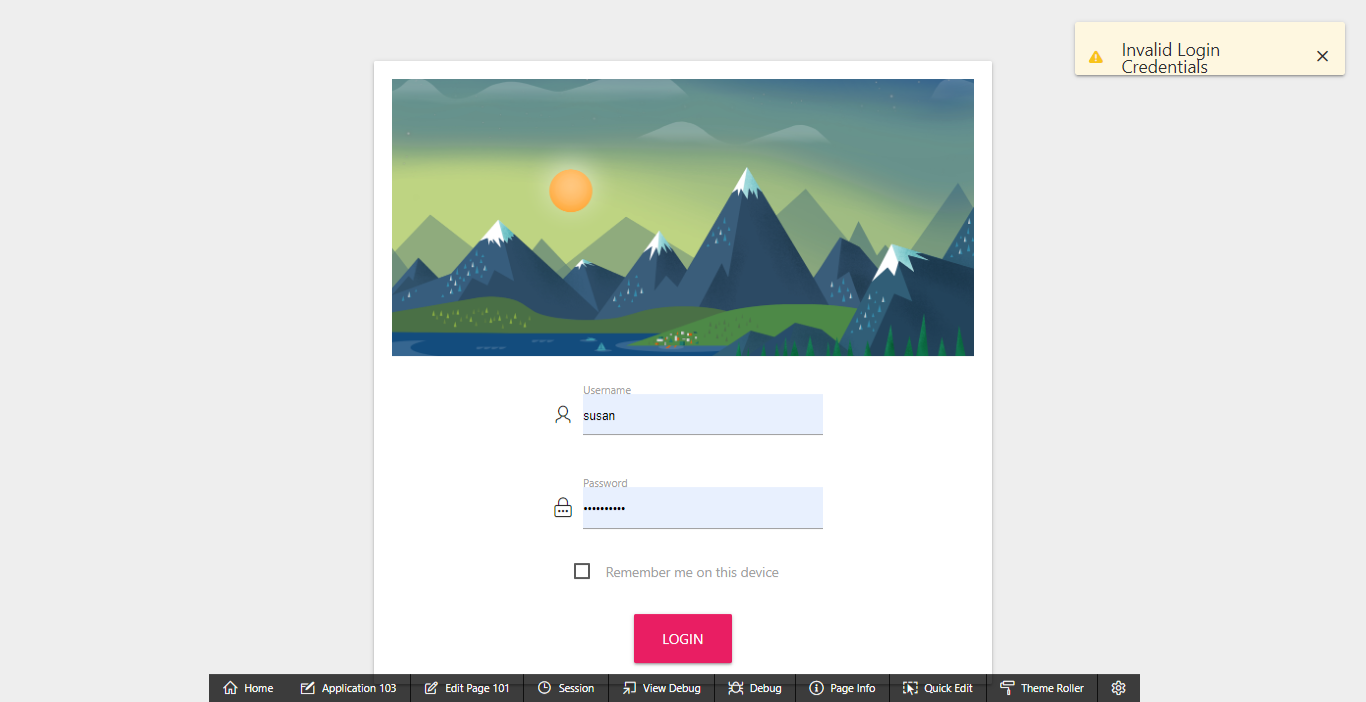 Invalid Login
Credentials
Username
susan
Password
••••••••••
Remember me on this device
LOGIN
Home Application 103 Edit Page 101 Session View Debug Debug Page Info Quick Edit Theme Roller